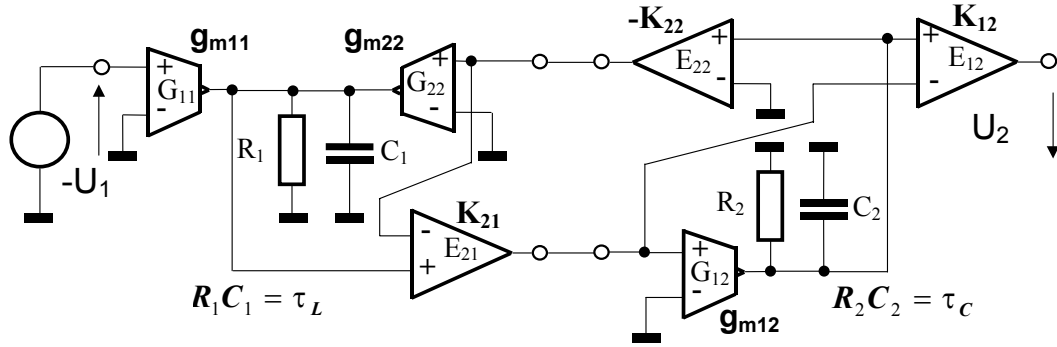 gm11
gm22
-K22
K12
+
G11
-
+
G22
-
+
E22
-
+
E12
-
U2
-U1
R1
C1
K21
-
E21
+
R2
C2
+
G12
-
R1C1 = τL
gm12
R2C2 = τC